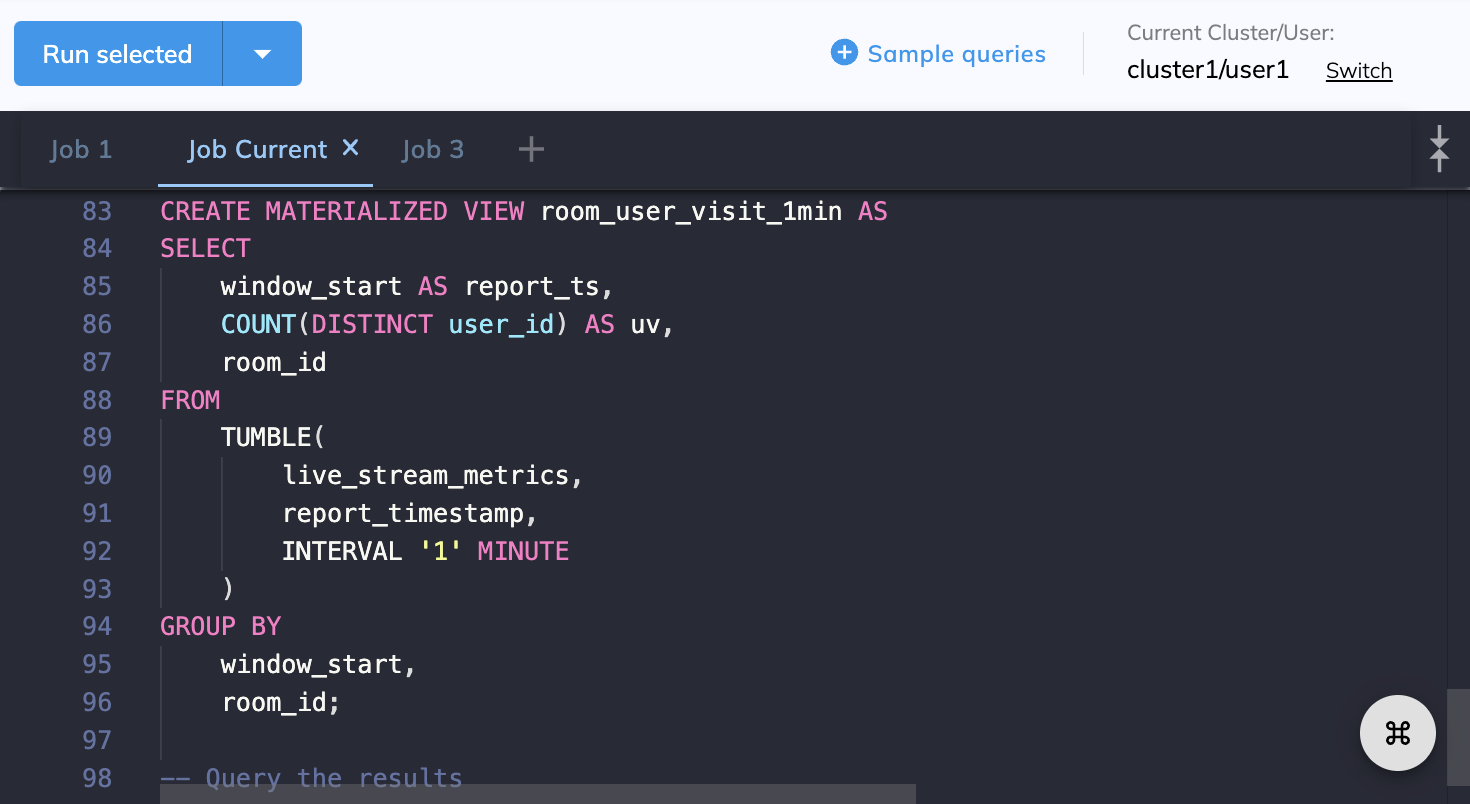 Run selected
Sample queries
Current Cluster/User:
cluster1/user1 Switch
Job 1 Job Current × Job 3 +
83 CREATE MATERIALIZED VIEW room_user_visit_1min AS
84 SELECT
85     window_start AS report_ts,
86     COUNT(DISTINCT user_id) AS uv,
87     room_id
88 FROM
89     TUMBLE(
90         live_stream_metrics,
91         report_timestamp,
92         INTERVAL '1' MINUTE
93     )
94 GROUP BY
95     window_start,
96     room_id;
97
98 -- Query the results